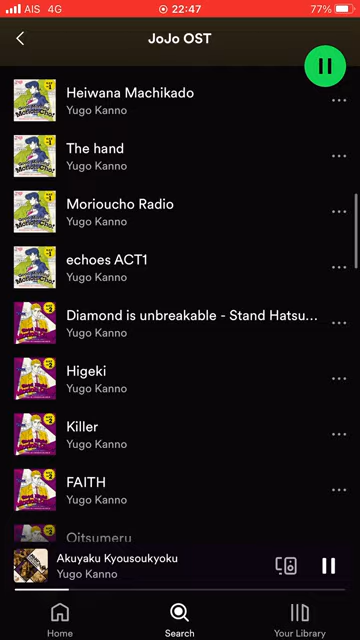 AIS 4G 22:47 77%
JoJo OST
Heiwana Machikado
Yugo Kanno
The hand
Yugo Kanno
Morioucho Radio
Yugo Kanno
echoes ACT1
Yugo Kanno
Diamond is unbreakable - Stand Hatsu...
Yugo Kanno
Higeki
Yugo Kanno
Killer
Yugo Kanno
FAITH
Yugo Kanno
Oitsumeru
Akuyaku Kyousoukyoku
Yugo Kanno
Home Search Your Library